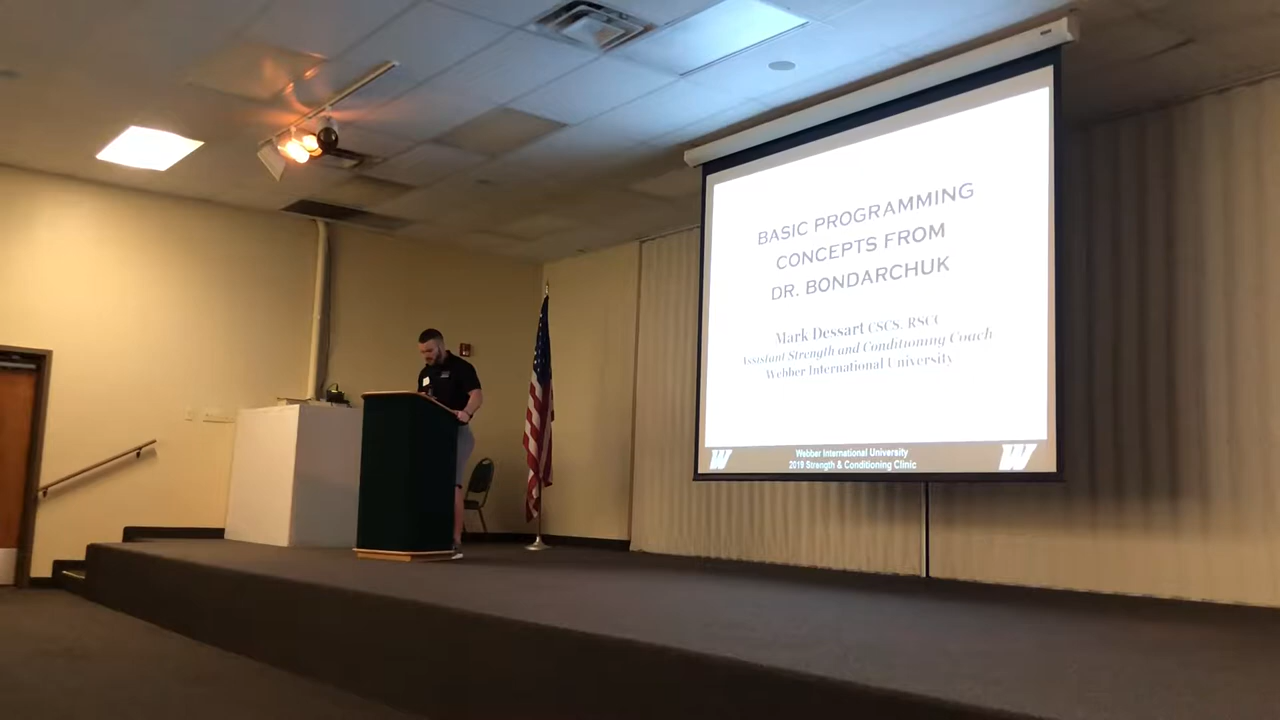 BASIC PROGRAMMING
CONCEPTS FROM
DR. BONDARCHUK
Mark Dessart CSCS, RSCC
Assistant Strength and Conditioning Coach
Webber International University
W
Webber International University
2019 Strength & Conditioning Clinic
W